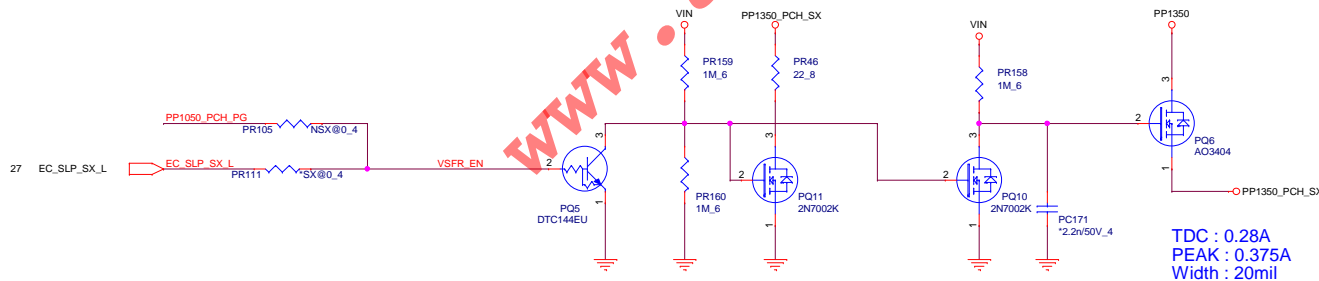 www .
VIN
PP1350_PCH_SX
VIN
PP1350
PR159
1M_6
PR46
22_8
PR158
1M_6
PP1050_PCH_PG
PR105
NSX@0_4
27
EC_SLP_SX_L
EC_SLP_SX_L
PR111
*SX@0_4
VSFR_EN
2
3
1
PQ5
DTC144EU
PR160
1M_6
2
3
1
PQ11
2N7002K
2
3
1
PQ10
2N7002K
PC171
*2.2n/50V_4
2
3
1
PQ6
AO3404
PP1350_PCH_SX
TDC : 0.28A
PEAK : 0.375A
Width : 20mil